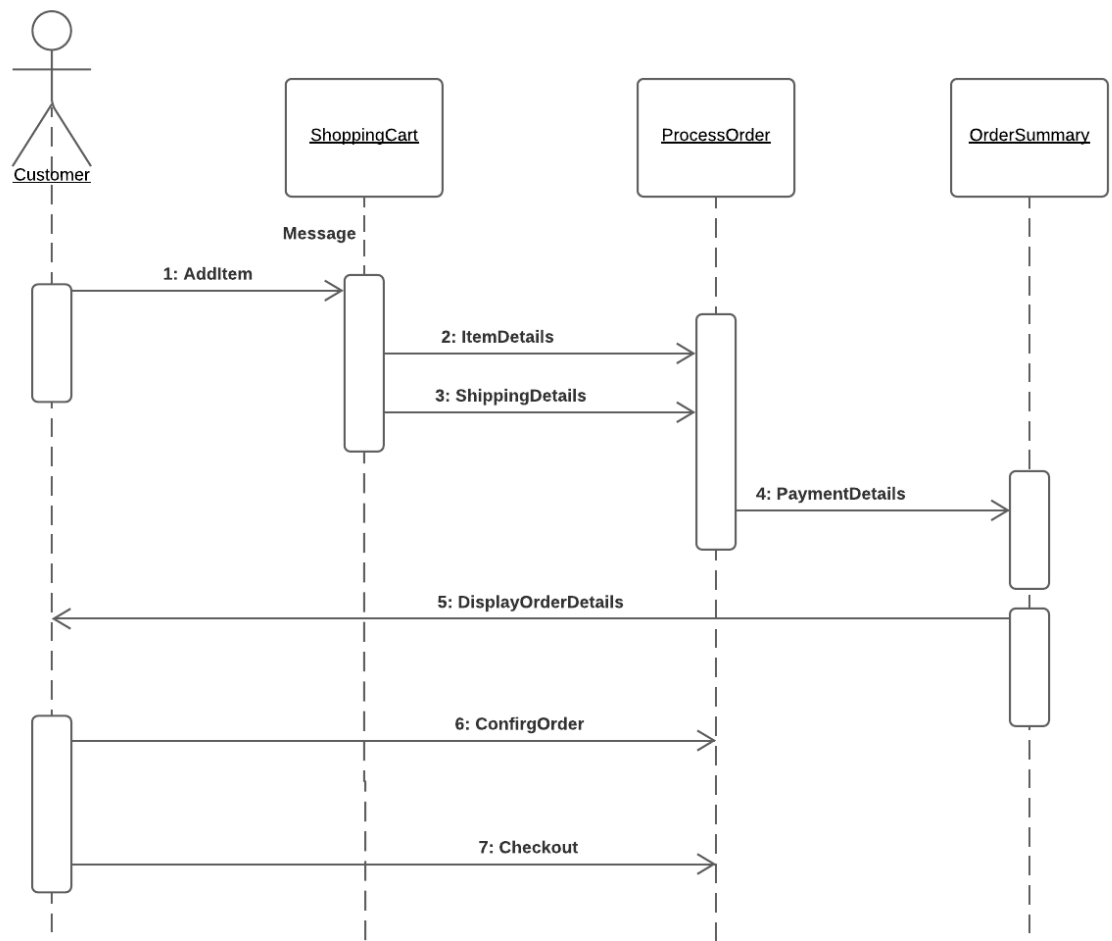 Customer
ShoppingCart
ProcessOrder
OrderSummary
Message
1: AddItem
2: ItemDetails
3: ShippingDetails
4: PaymentDetails
5: DisplayOrderDetails
6: ConfirgOrder
7: Checkout